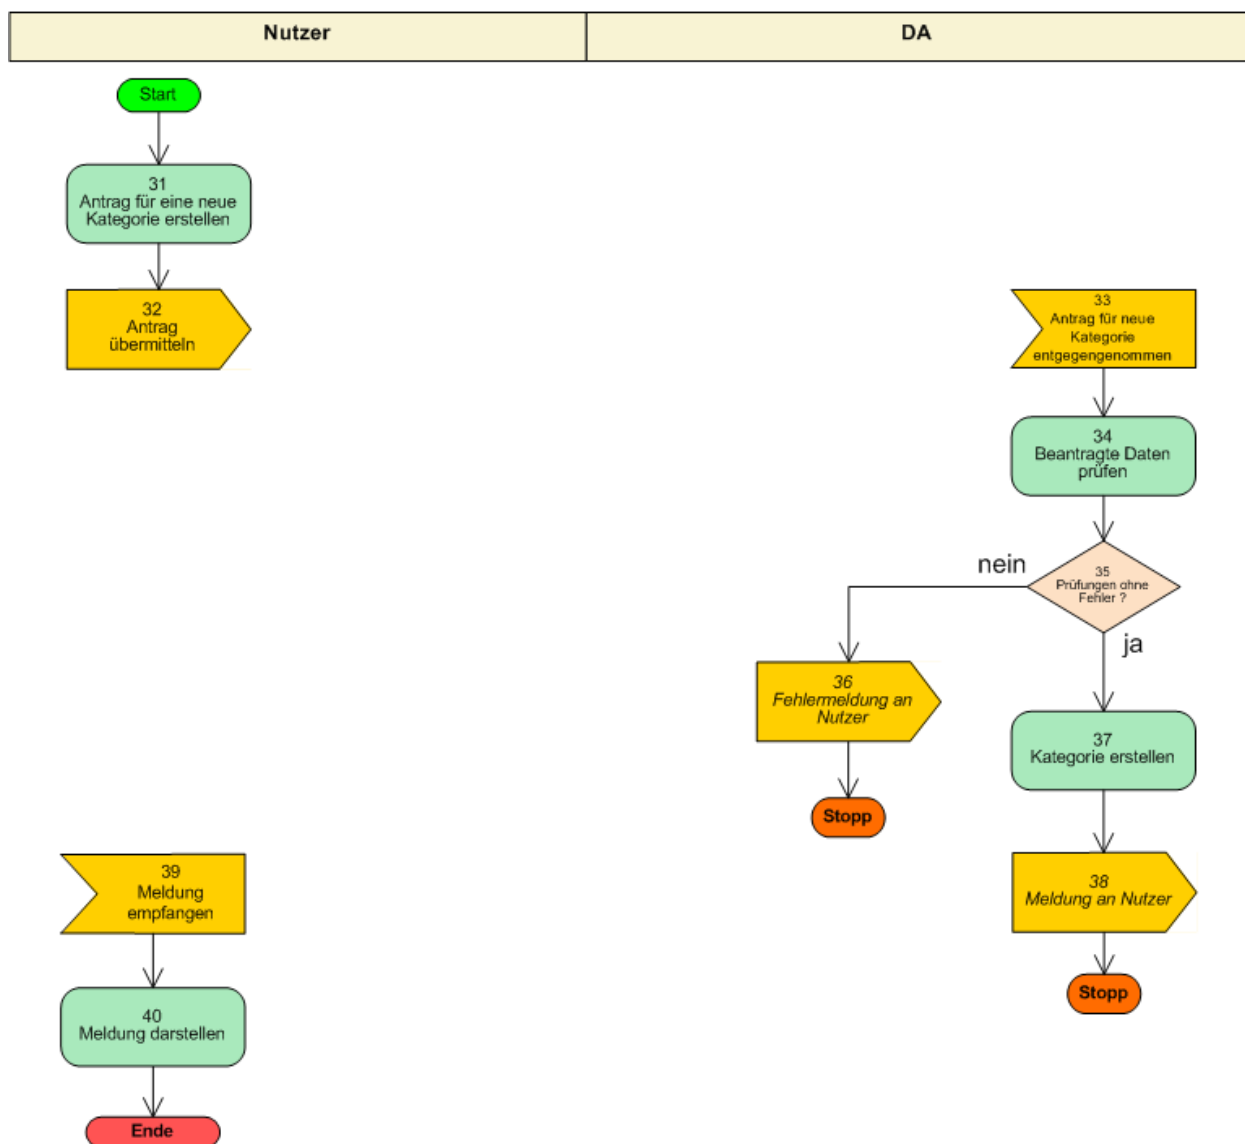 Nutzer
DA
Start
31
Antrag für eine neue
Kategorie erstellen
32
Antrag
übermitteln
33
Antrag für neue
Kategorie
entgegengenommen
34
Beantragte Daten
prüfen
35
Prüfungen ohne
Fehler ?
nein
ja
36
Fehlermeldung an
Nutzer
Stopp
37
Kategorie erstellen
38
Meldung an Nutzer
Stopp
39
Meldung
empfangen
40
Meldung darstellen
Ende